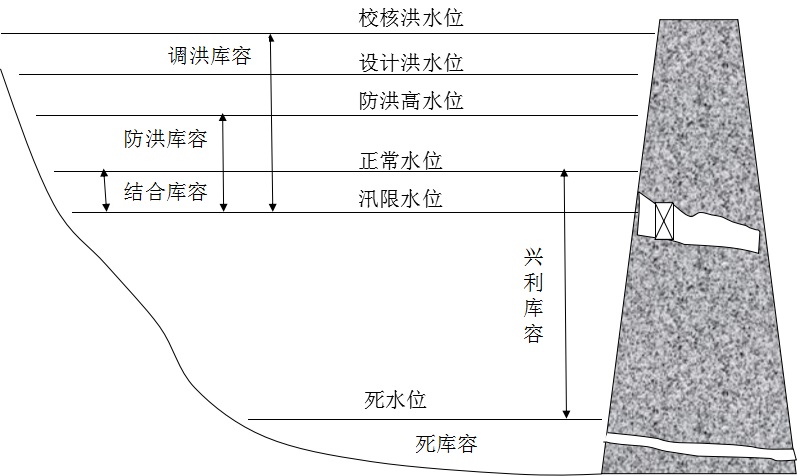 校核洪水位
调洪库容
设计洪水位
防洪高水位
防洪库容
正常水位
结合库容
汛限水位
兴利库容
死水位
死库容